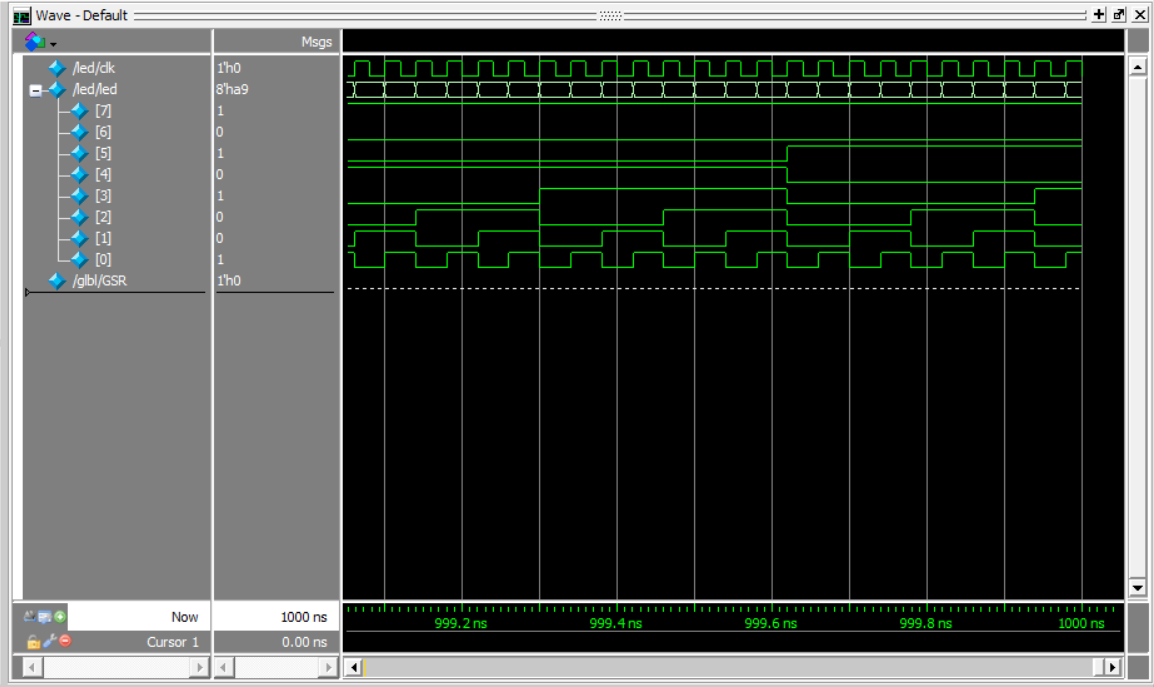 Wave - Default
Msgs
/led/clk 1'h0
/led/led 8'ha9
[7] 1
[6] 0
[5] 1
[4] 0
[3] 1
[2] 0
[1] 0
[0] 1
/glbl/GSR 1'h0
Now 1000 ns
Cursor 1 0.00 ns
999.2 ns 999.4 ns 999.6 ns 999.8 ns 1000 ns